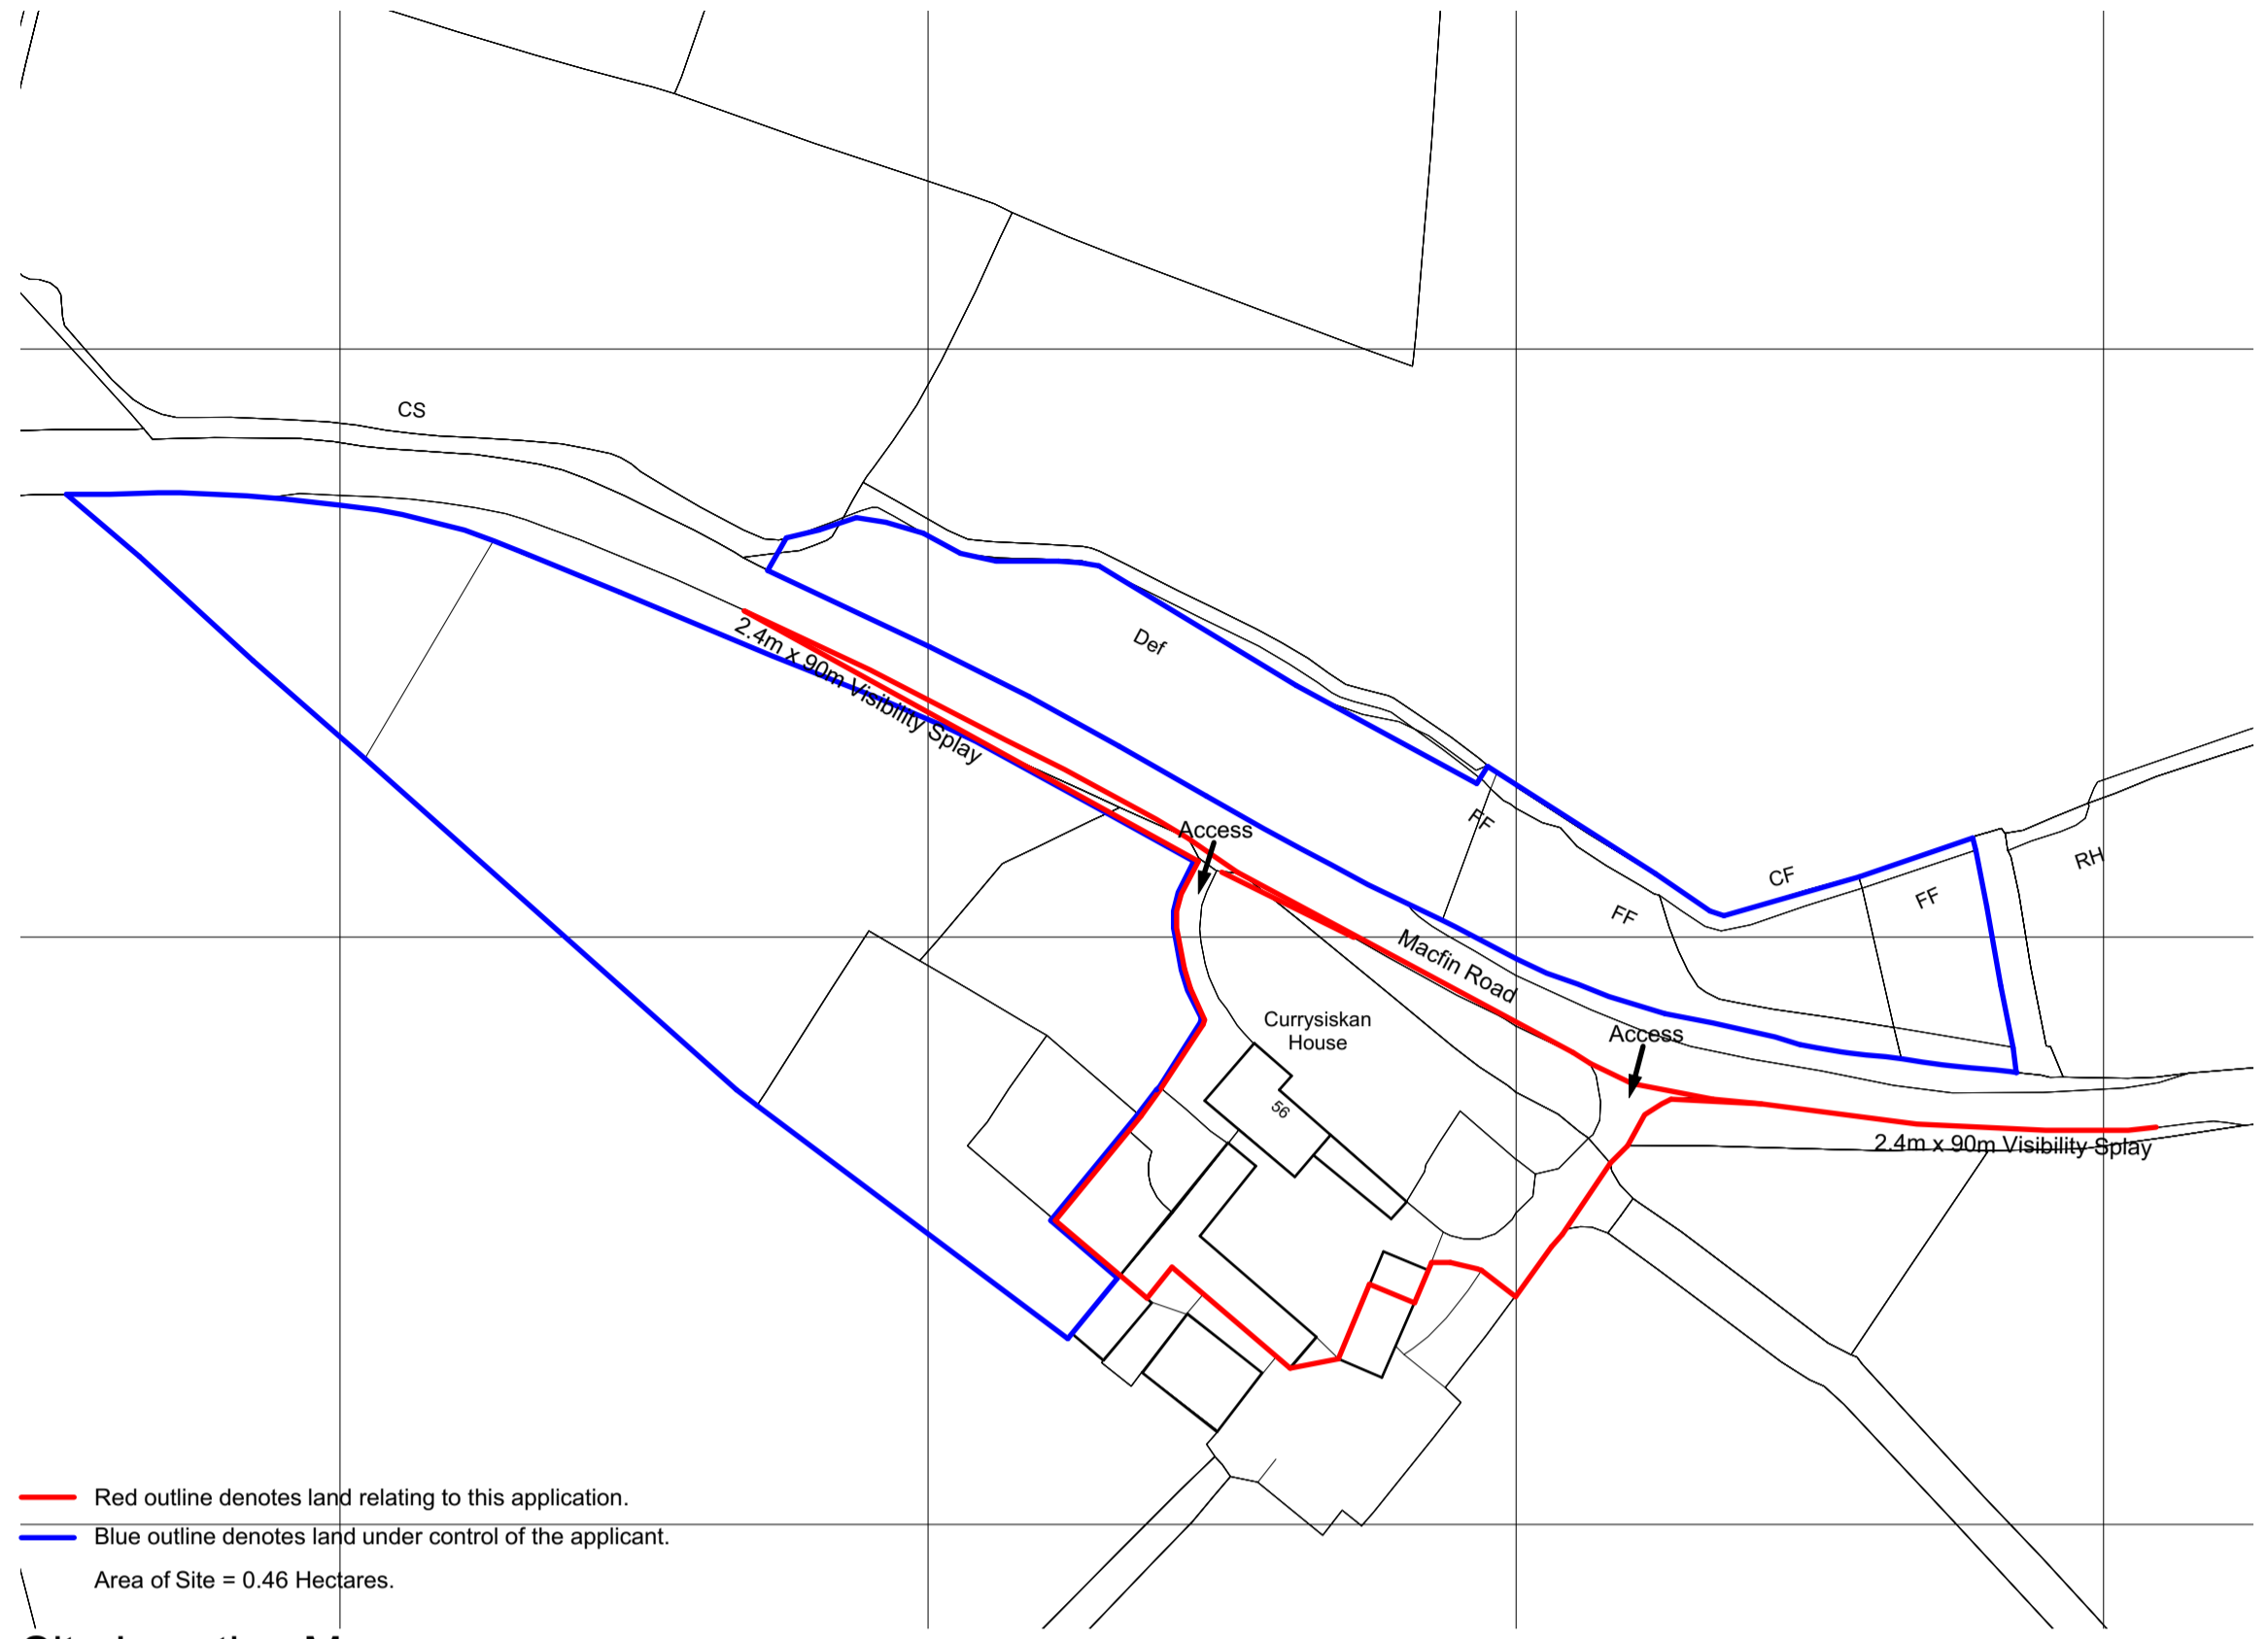 CS
2.4m x 90m Visibility Splay
Def
Access
FF
CF
FF
FF
RH
Macfin Road
Currysiskan
House
56
Access
2.4m x 90m Visibility Splay
Red outline denotes land relating to this application.
Blue outline denotes land under control of the applicant.
Area of Site = 0.46 Hectares.